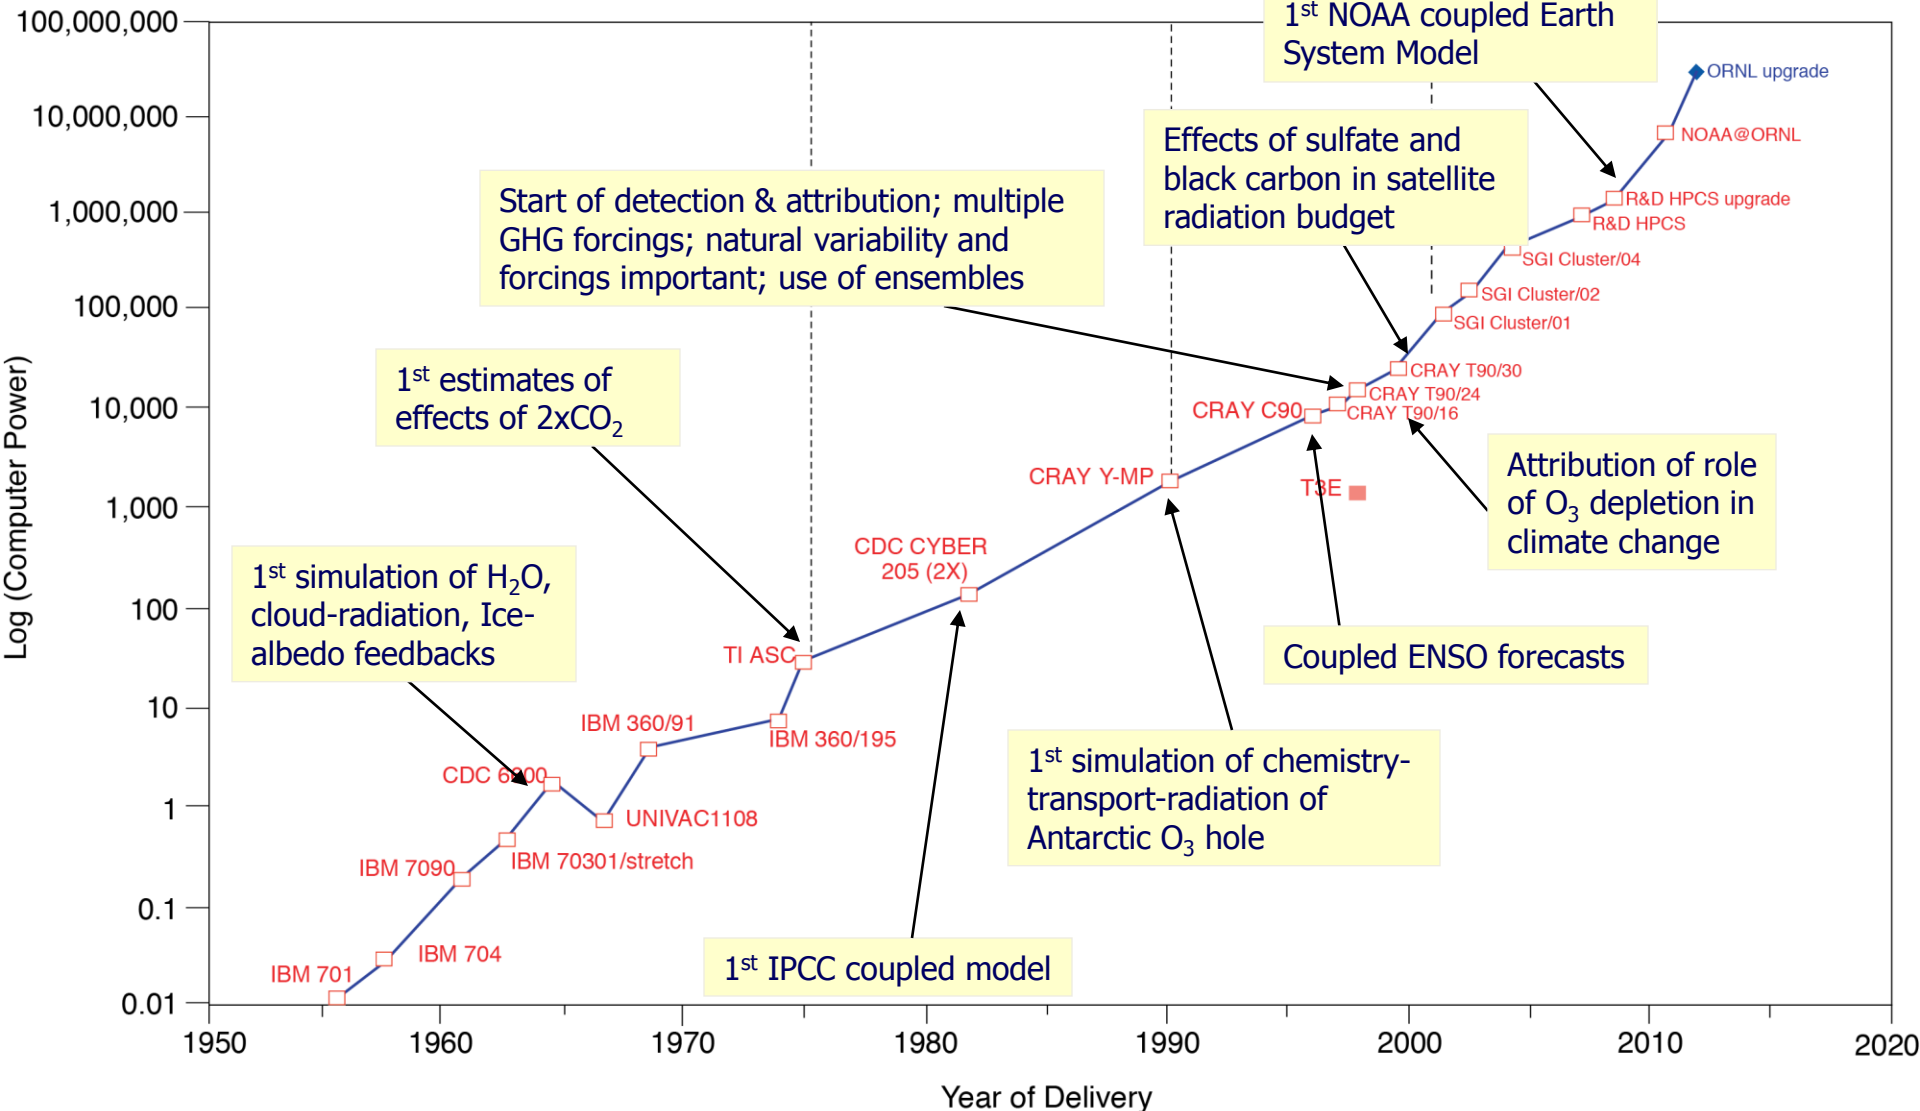 100,000,000
10,000,000
1,000,000
100,000
10,000
1,000
100
10
1
0.1
0.01
Log (Computer Power)
1950
1960
1970
1980
1990
2000
2010
2020
Year of Delivery
1st NOAA coupled Earth
System Model
ORNL upgrade
NOAA@ORNL
Effects of sulfate and
black carbon in satellite
radiation budget
R&D HPCS upgrade
R&D HPCS
Start of detection & attribution; multiple
GHG forcings; natural variability and
forcings important; use of ensembles
SGI Cluster/04
SGI Cluster/02
SGI Cluster/01
1st estimates of
effects of 2xCO2
CRAY T90/30
CRAY T90/24
CRAY T90/16
CRAY C90
CRAY Y-MP
T3E
Attribution of role
of O3 depletion in
climate change
CDC CYBER
205 (2X)
1st simulation of H2O,
cloud-radiation, Ice-
albedo feedbacks
TI ASC
Coupled ENSO forecasts
IBM 360/91
IBM 360/195
CDC 6600
UNIVAC1108
1st simulation of chemistry-
transport-radiation of
Antarctic O3 hole
IBM 7090
IBM 70301/stretch
IBM 704
IBM 701
1st IPCC coupled model